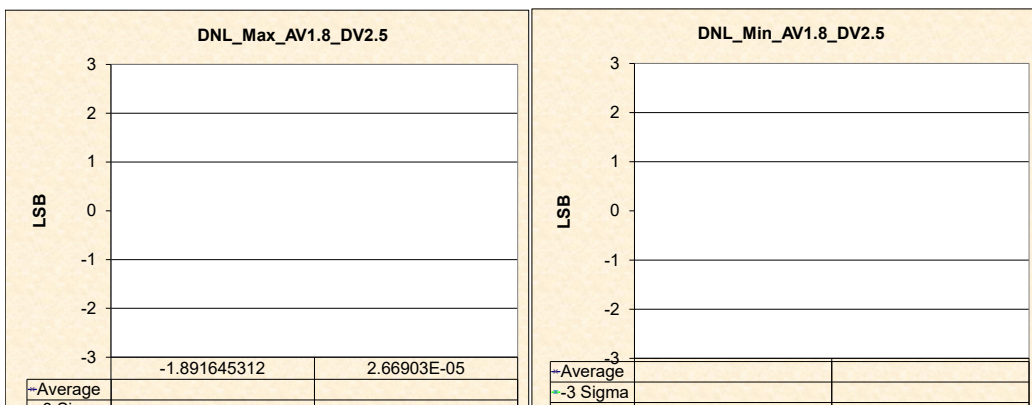 DNL_Max_AV1.8_DV2.5
3
2
1
0
-1
-2
-3
LSB
-1.891645312 2.66903E-05
Average
DNL_Min_AV1.8_DV2.5
3
2
1
0
-1
-2
-3
LSB
Average
-3 Sigma